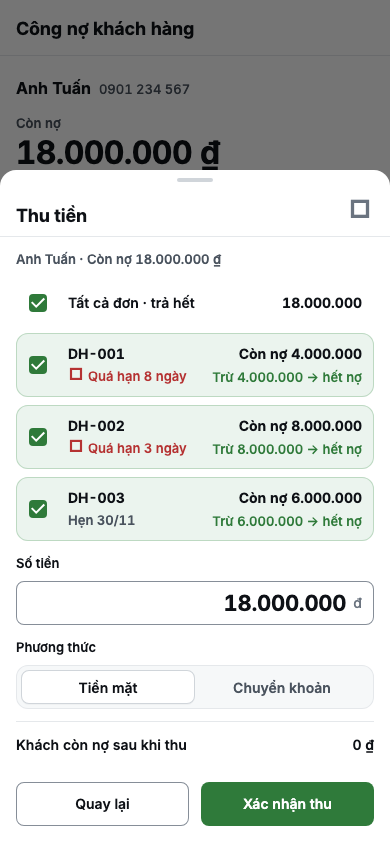 Công nợ khách hàng
Anh Tuấn 0901 234 567
Còn nợ
18.000.000 ₫
Thu tiền
Anh Tuấn · Còn nợ 18.000.000 ₫
Tất cả đơn · trả hết 18.000.000
DH-001 Còn nợ 4.000.000
Quá hạn 8 ngày Trừ 4.000.000 → hết nợ
DH-002 Còn nợ 8.000.000
Quá hạn 3 ngày Trừ 8.000.000 → hết nợ
DH-003 Còn nợ 6.000.000
Hẹn 30/11 Trừ 6.000.000 → hết nợ
Số tiền
18.000.000 đ
Phương thức
Tiền mặt Chuyển khoản
Khách còn nợ sau khi thu 0 ₫
Quay lại Xác nhận thu